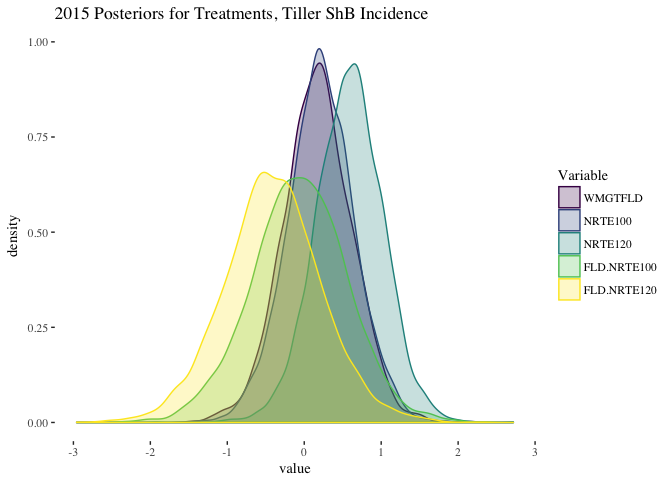 2015 Posteriors for Treatments, Tiller ShB Incidence
1.00
0.75
0.50
0.25
0.00
density
-3
-2
-1
0
1
2
3
value
Variable
WMGTFLD
NRTE100
NRTE120
FLD.NRTE100
FLD.NRTE120